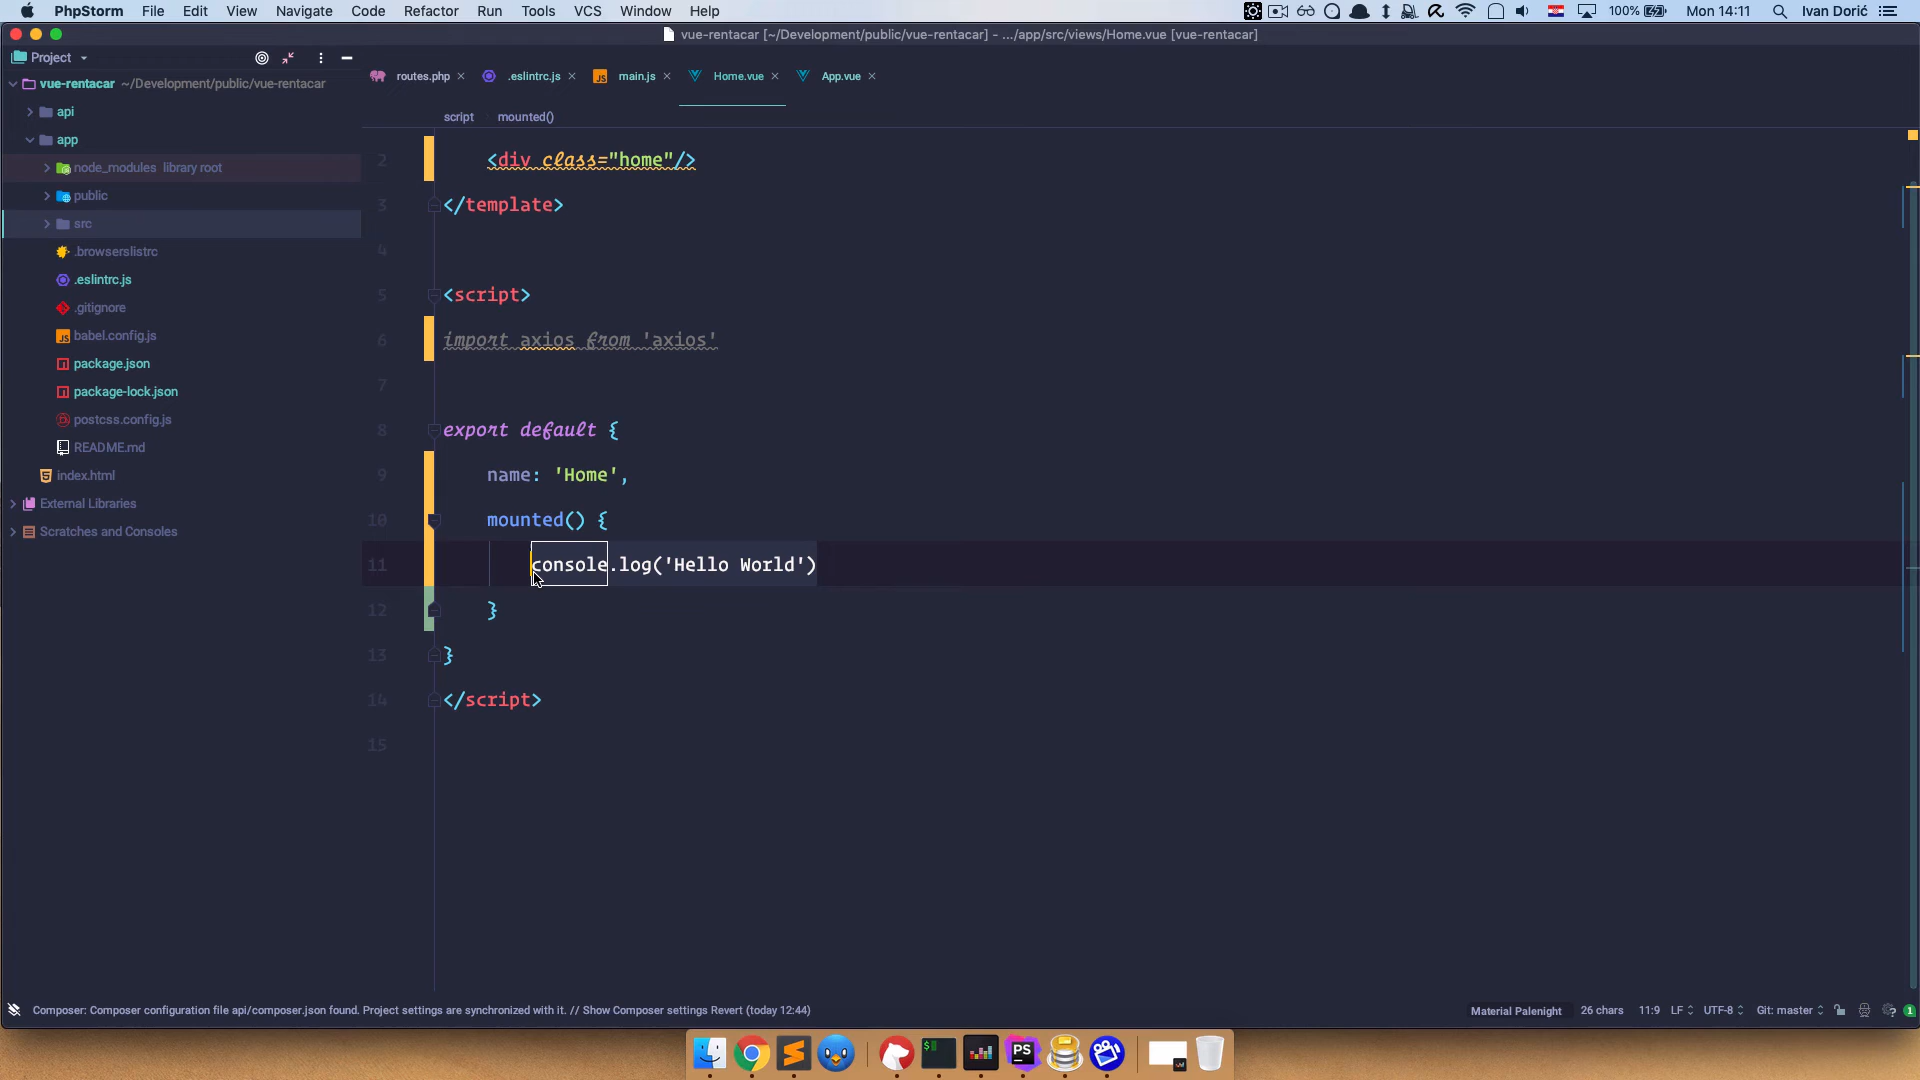 PhpStorm File Edit View Navigate Code Refactor Run Tools VCS Window Help 100% Mon 14:11 Ivan Dorić
vue-rentacar [~/Development/public/vue-rentacar] - .../app/src/views/Home.vue [vue-rentacar]
Project
routes.php .eslintrc.js main.js Home.vue App.vue
vue-rentacar ~/Development/public/vue-rentacar
api
app
node_modules library root
public
src
.browserslistrc
.eslintrc.js
.gitignore
babel.config.js
package.json
package-lock.json
postcss.config.js
README.md
index.html
External Libraries
Scratches and Consoles
script mounted()
2 <div class="home"/>
3 </template>
4
5 <script>
6 import axios from 'axios'
7
8 export default {
9 name: 'Home',
10 mounted() {
11 console.log('Hello World')
12 }
13 }
14 </script>
15
Composer: Composer configuration file api/composer.json found. Project settings are synchronized with it. // Show Composer settings Revert (today 12:44) Material Palenight 26 chars 11:9 LF UTF-8 Git: master 1
$
PS